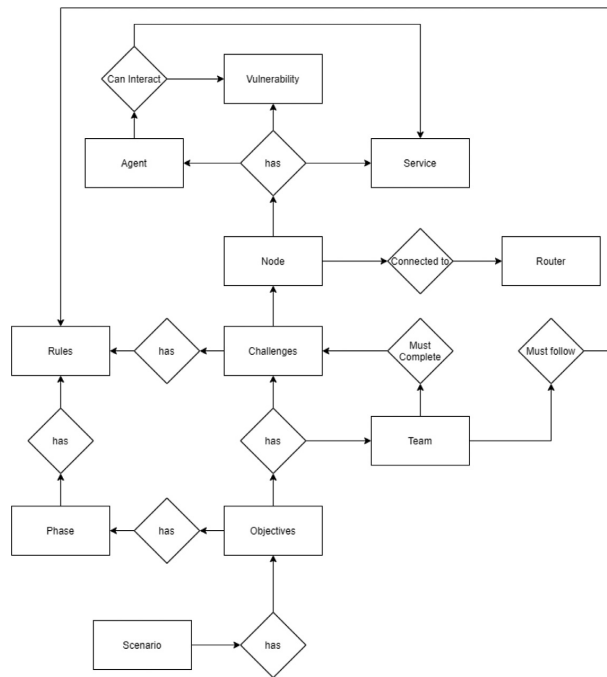 Can Interact
Vulnerability
Agent
has
Service
Node
Connected to
Router
Rules
has
Challenges
Must
Complete
Must follow
has
has
Team
Phase
has
Objectives
Scenario
has